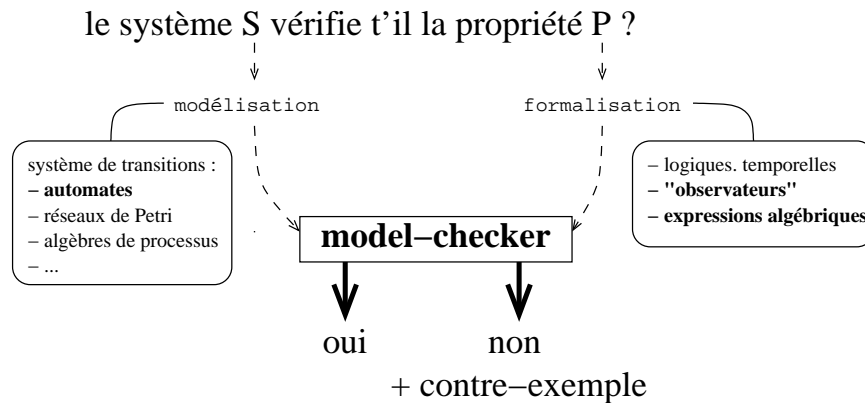 le système S vérifie t'il la propriété P ?
modélisation
formalisation
système de transitions :
– automates
– réseaux de Petri
– algèbres de processus
– ...
– logiques. temporelles
– "observateurs"
– expressions algébriques
model–checker
oui
non
+ contre–exemple